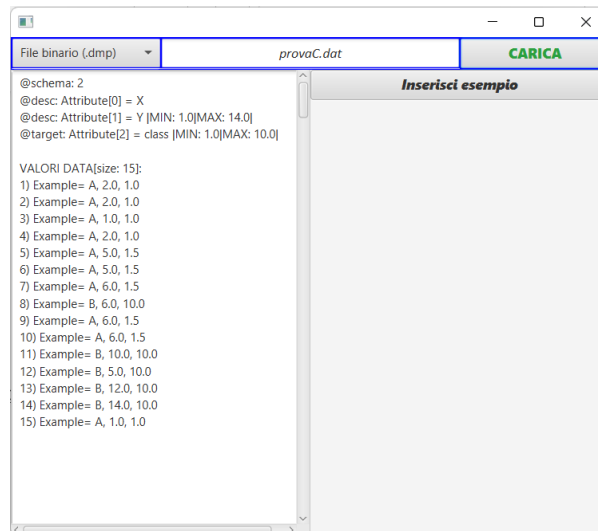 File binario (.dmp) provaC.dat CARICA
@schema: 2
@desc: Attribute[0] = X
@desc: Attribute[1] = Y |MIN: 1.0|MAX: 14.0|
@target: Attribute[2] = class |MIN: 1.0|MAX: 10.0|
VALORI DATA[size: 15]:
1) Example= A, 2.0, 1.0
2) Example= A, 2.0, 1.0
3) Example= A, 1.0, 1.0
4) Example= A, 2.0, 1.0
5) Example= A, 5.0, 1.5
6) Example= A, 5.0, 1.5
7) Example= A, 6.0, 1.5
8) Example= B, 6.0, 10.0
9) Example= A, 6.0, 1.5
10) Example= A, 6.0, 1.5
11) Example= B, 10.0, 10.0
12) Example= B, 5.0, 10.0
13) Example= B, 12.0, 10.0
14) Example= B, 14.0, 10.0
15) Example= A, 1.0, 1.0
Inserisci esempio